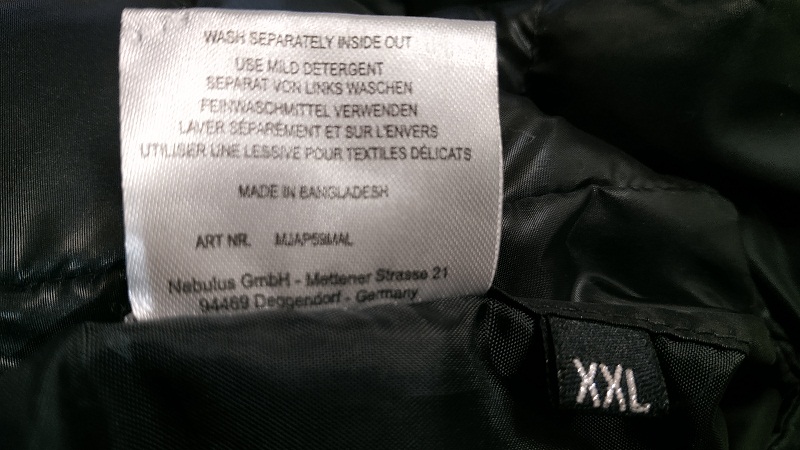 WASH SEPARATELY INSIDE OUT
USE MILD DETERGENT
SEPARAT VON LINKS WASCHEN
FEINWASCHMITTEL VERWENDEN
LAVER SÉPARÉMENT ET SUR L'ENVERS
UTILISER UNE LESSIVE POUR TEXTILES DÉLICATS
MADE IN BANGLADESH
ART NR.
Nebulus GmbH - Mettener Strasse 21
94469 Deggendorf - Germany
XXL